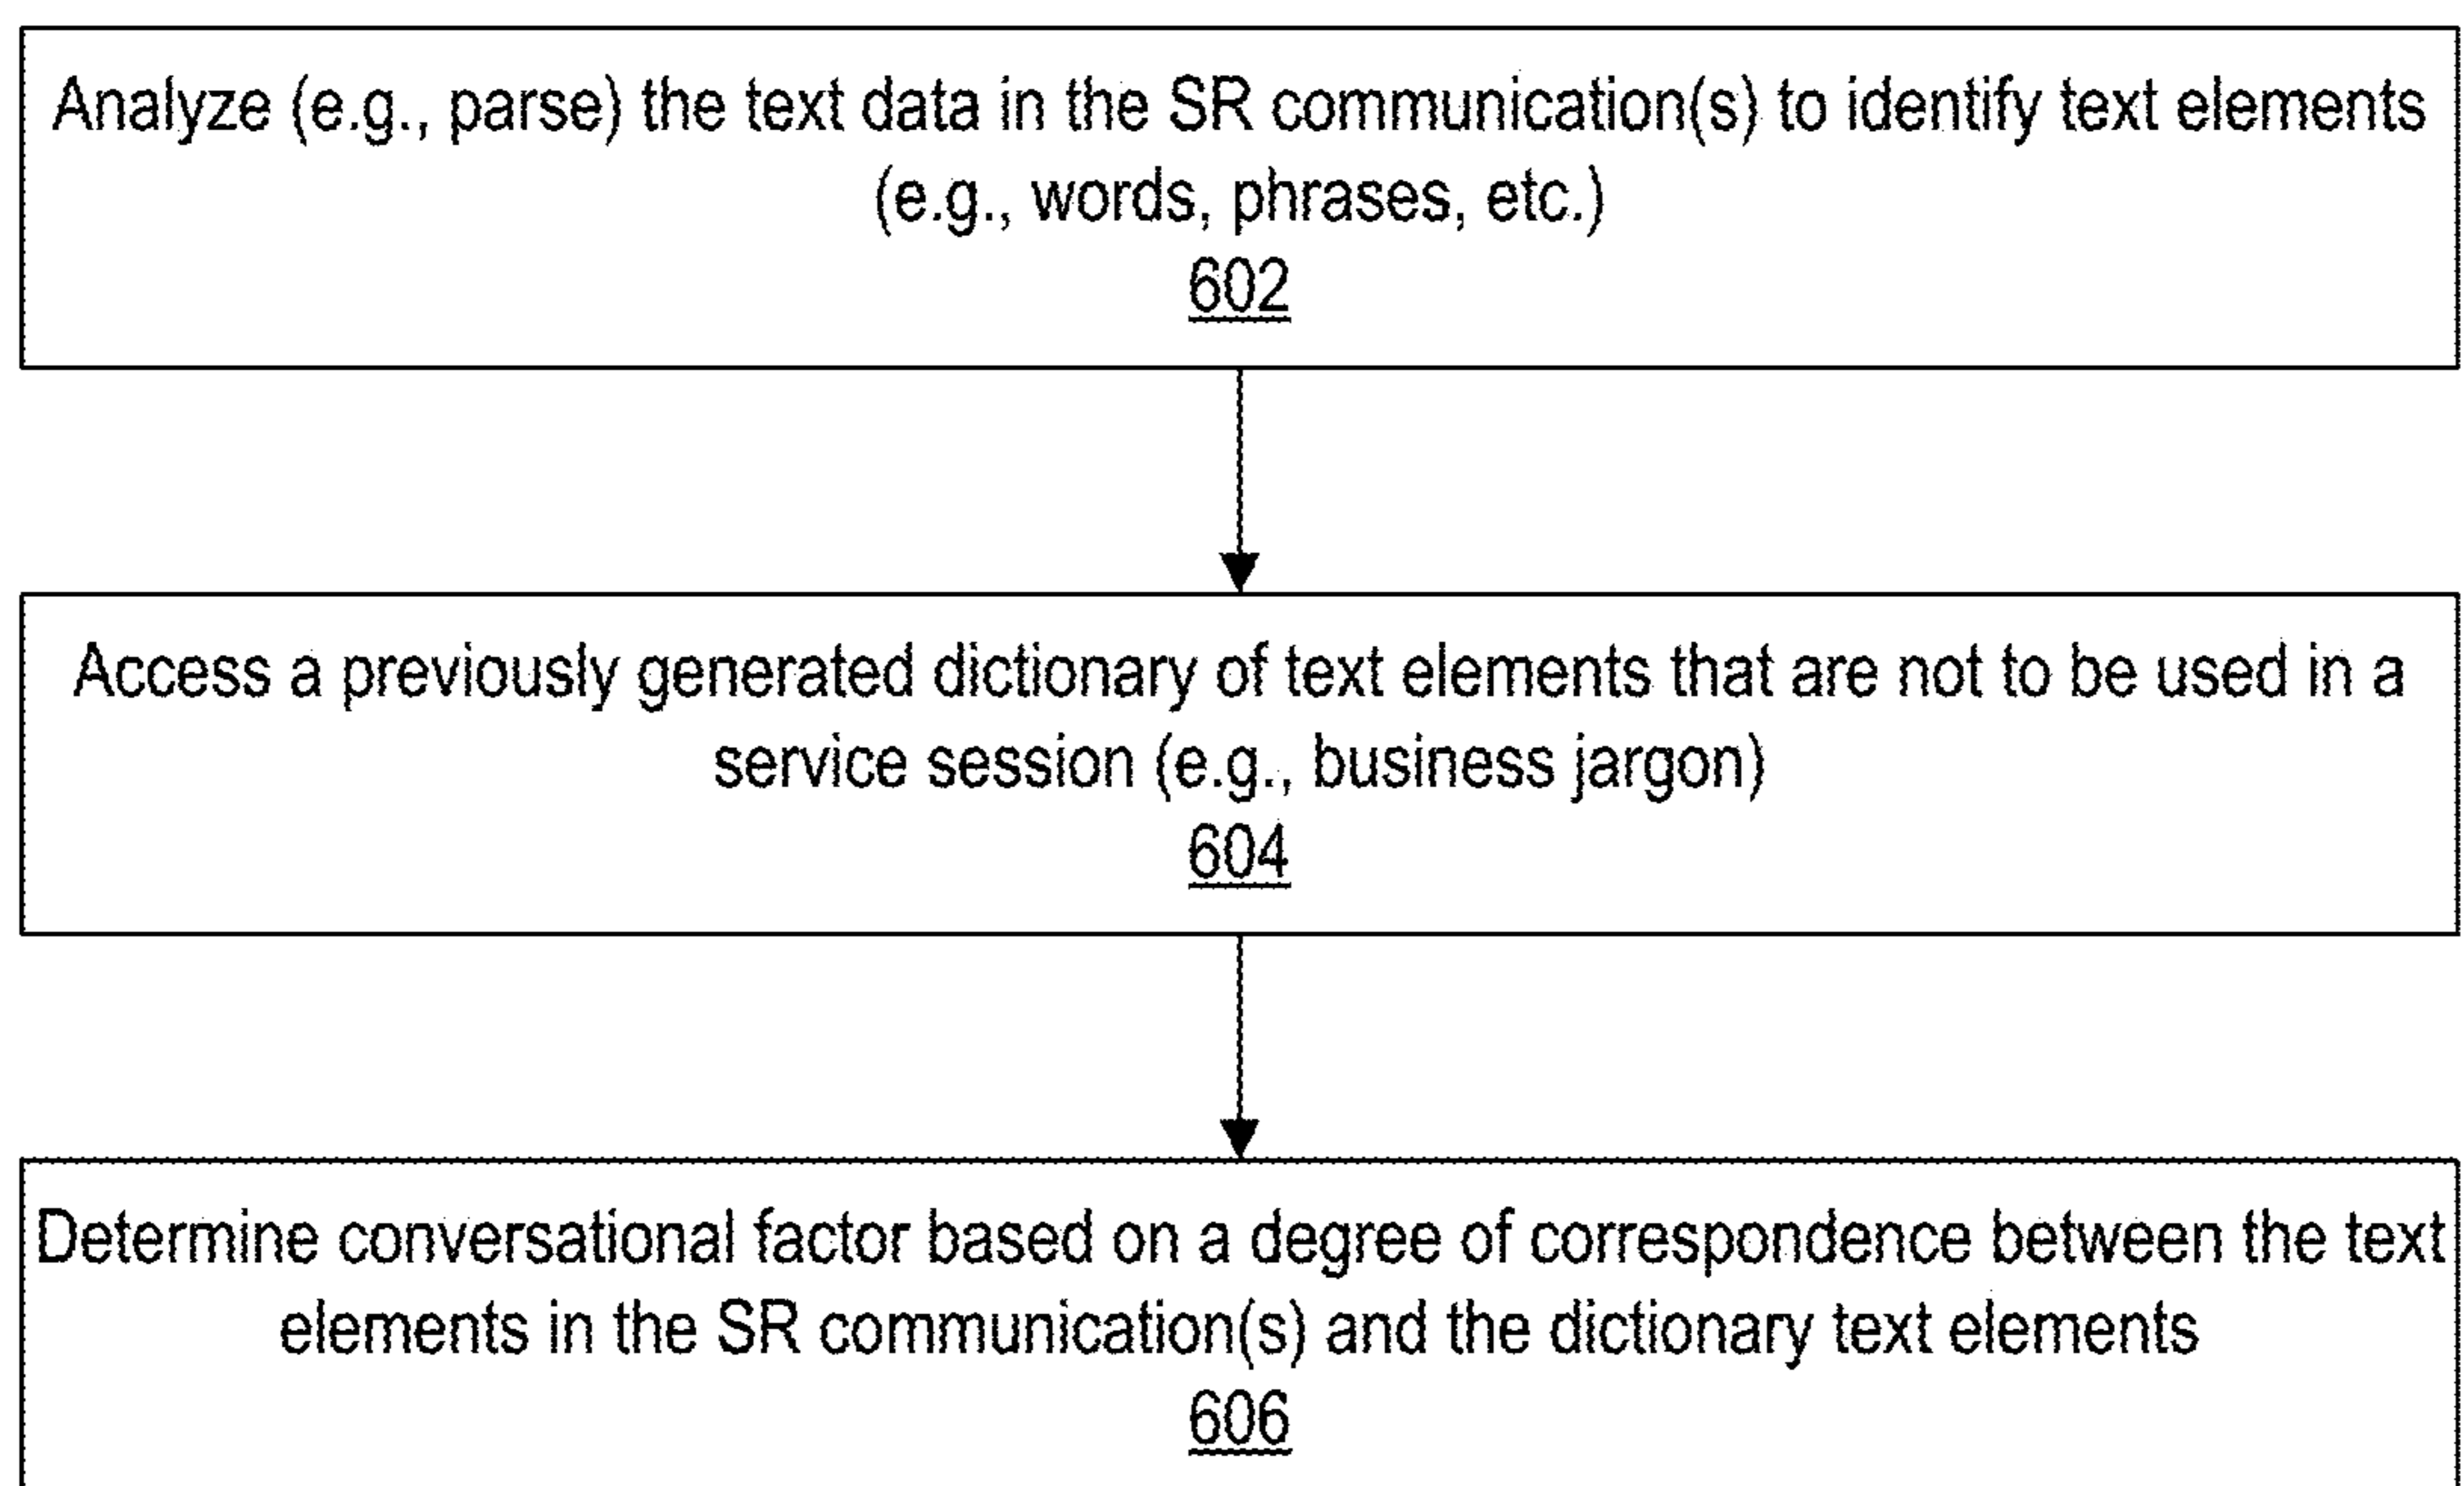 Analyze (e.g., parse) the text data in the SR communication(s) to identify text elements
(e.g., words, phrases, etc.)
602
Access a previously generated dictionary of text elements that are not to be used in a
service session (e.g., business jargon)
604
Determine conversational factor based on a degree of correspondence between the text
elements in the SR communication(s) and the dictionary text elements
606